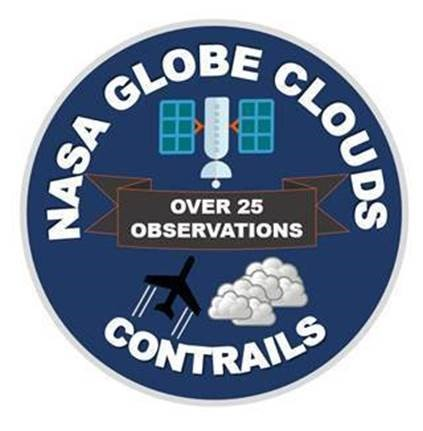 NASA GLOBE CLOUDS
OVER 25
OBSERVATIONS
CONTRAILS